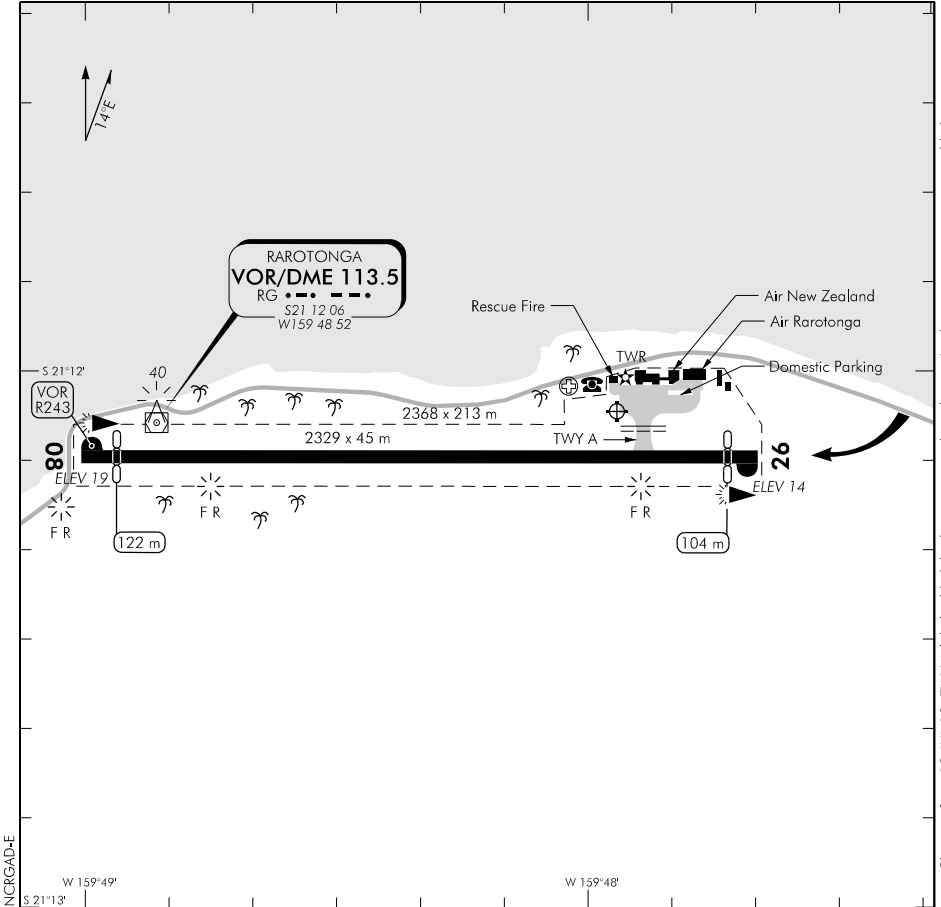 14°E
RAROTONGA
VOR/DME 113.5
RG
S21 12 06
W159 48 52
Rescue Fire
Air New Zealand
Air Rarotonga
TWR
Domestic Parking
S 21°12'
40
VOR
R243
2368 x 213 m
2329 x 45 m
TWY A
08
ELEV 19
26
ELEV 14
F R
F R
F R
122 m
104 m
NCRGAD-E
W 159°49'
W 159°48'
S 21°13'